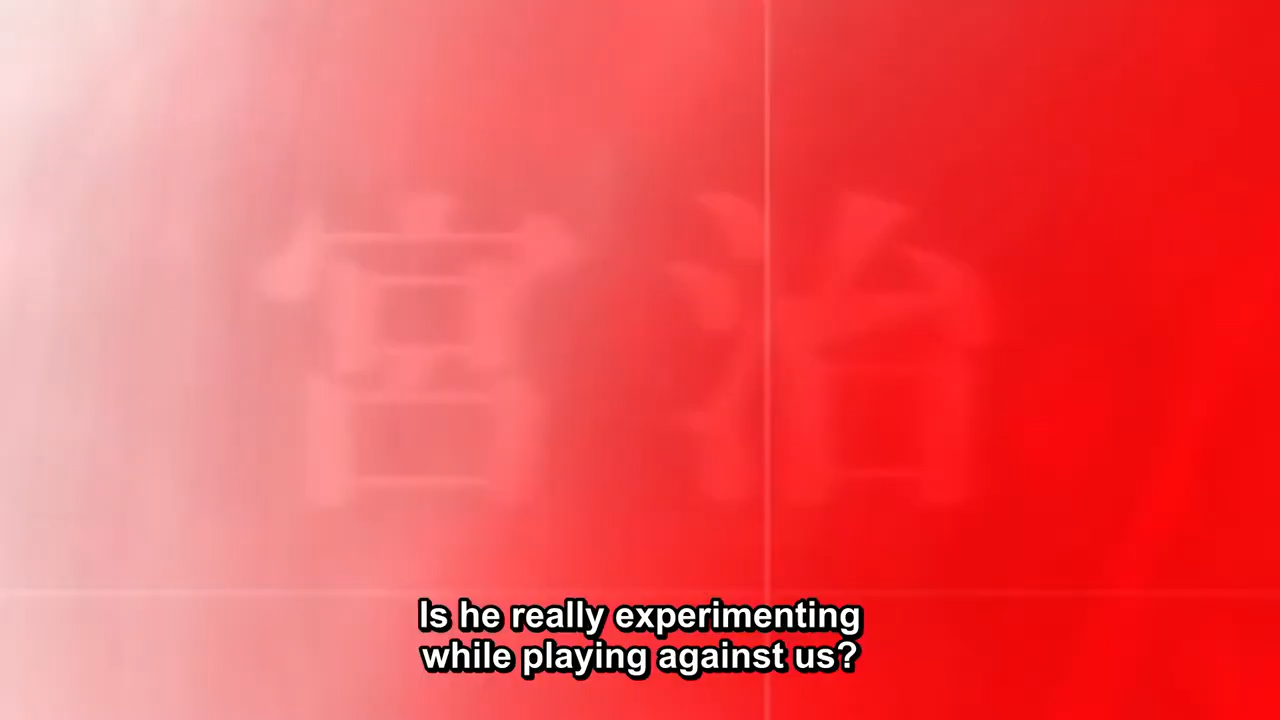 宮 治
Is he really experimenting
while playing against us?